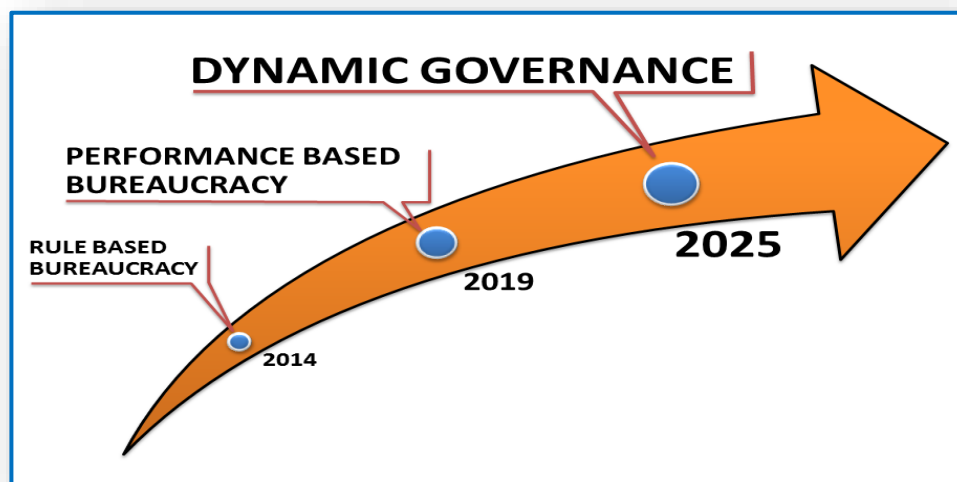 DYNAMIC GOVERNANCE
PERFORMANCE BASED
BUREAUCRACY
RULE BASED
BUREAUCRACY
2025
2019
2014